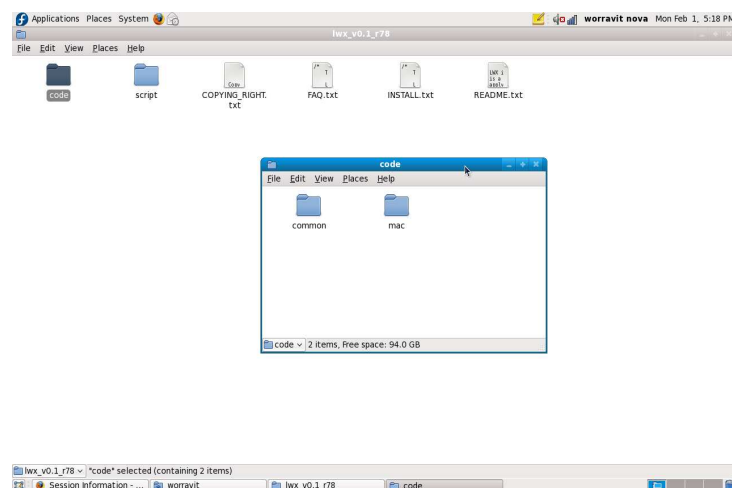 Applications Places System worravit nova Mon Feb 1, 5:18 PM
lwx_v0.1_r78
File Edit View Places Help
code script COPYING_RIGHT.txt FAQ.txt INSTALL.txt README.txt
code
File Edit View Places Help
common mac
code 2 items, Free space: 94.0 GB
lwx_v0.1_r78 "code" selected (containing 2 items)
Session Information - ... worravit lwx_v0.1_r78 code